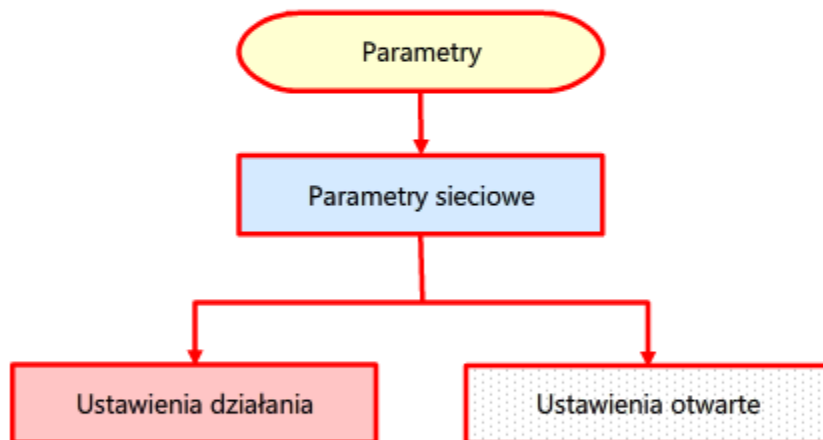 Parametry
Parametry sieciowe
Ustawienia działania
Ustawienia otwarte